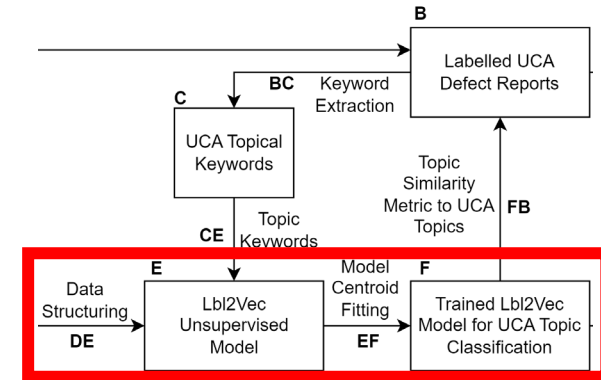 B
Labelled UCA
Defect Reports
BC
Keyword
Extraction
C
UCA Topical
Keywords
Topic
Similarity
Metric to UCA
Topics
FB
CE
Topic
Keywords
Data
Structuring
DE
E
Lbl2Vec
Unsupervised
Model
Model
Centroid
Fitting
EF
F
Trained Lbl2Vec
Model for UCA Topic
Classification